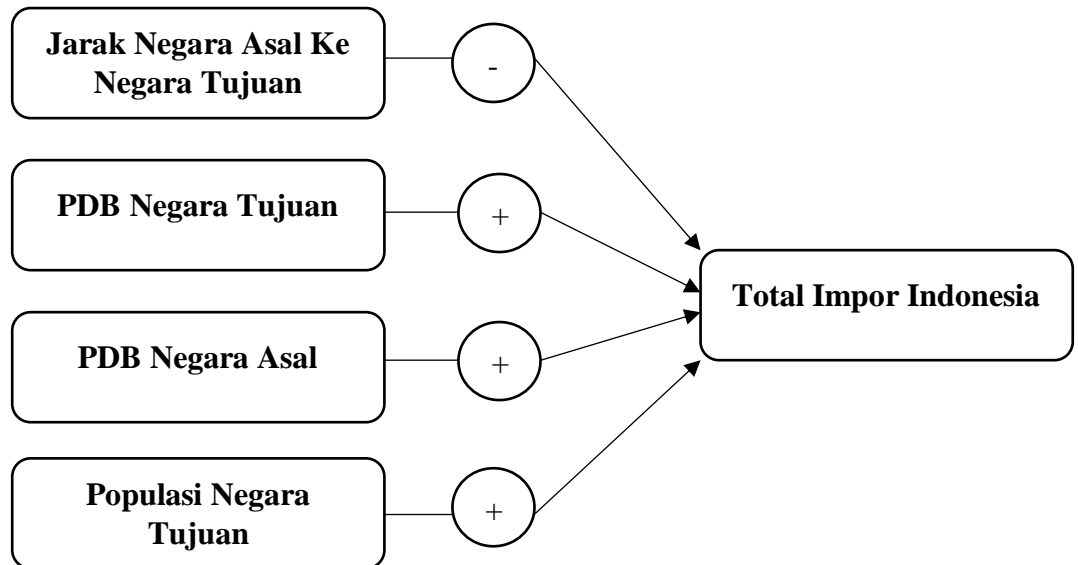 Jarak Negara Asal Ke
Negara Tujuan
-
PDB Negara Tujuan
+
Total Impor Indonesia
PDB Negara Asal
+
Populasi Negara
Tujuan
+